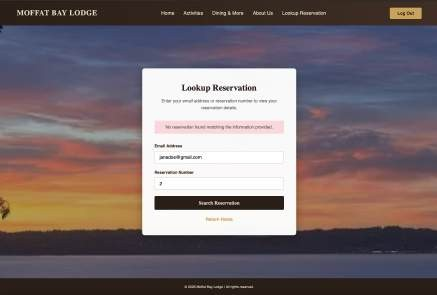 MOFFAT BAY LODGE
Home Activities Dining & More About Us Lookup Reservation
Log Out
Lookup Reservation
Enter your email address or reservation number to view your
reservation details.
No reservation found matching the information provided.
Email Address
janedoe@gmail.com
Reservation Number
2
Search Reservation
Return Home
© 2025 Moffat Bay Lodge | All rights reserved.